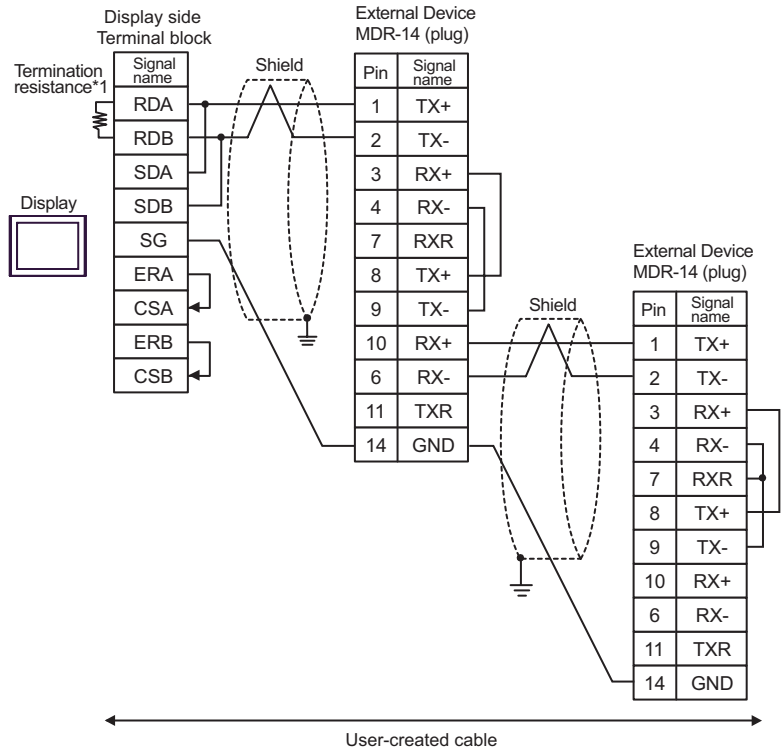 Display side
Terminal block
Termination
resistance*1
Signal
name
RDA
RDB
SDA
SDB
SG
ERA
CSA
ERB
CSB
Display
Shield
External Device
MDR-14 (plug)
Pin Signal
name
1 TX+
2 TX-
3 RX+
4 RX-
7 RXR
8 TX+
9 TX-
10 RX+
6 RX-
11 TXR
14 GND
Shield
External Device
MDR-14 (plug)
Pin Signal
name
1 TX+
2 TX-
3 RX+
4 RX-
7 RXR
8 TX+
9 TX-
10 RX+
6 RX-
11 TXR
14 GND
User-created cable